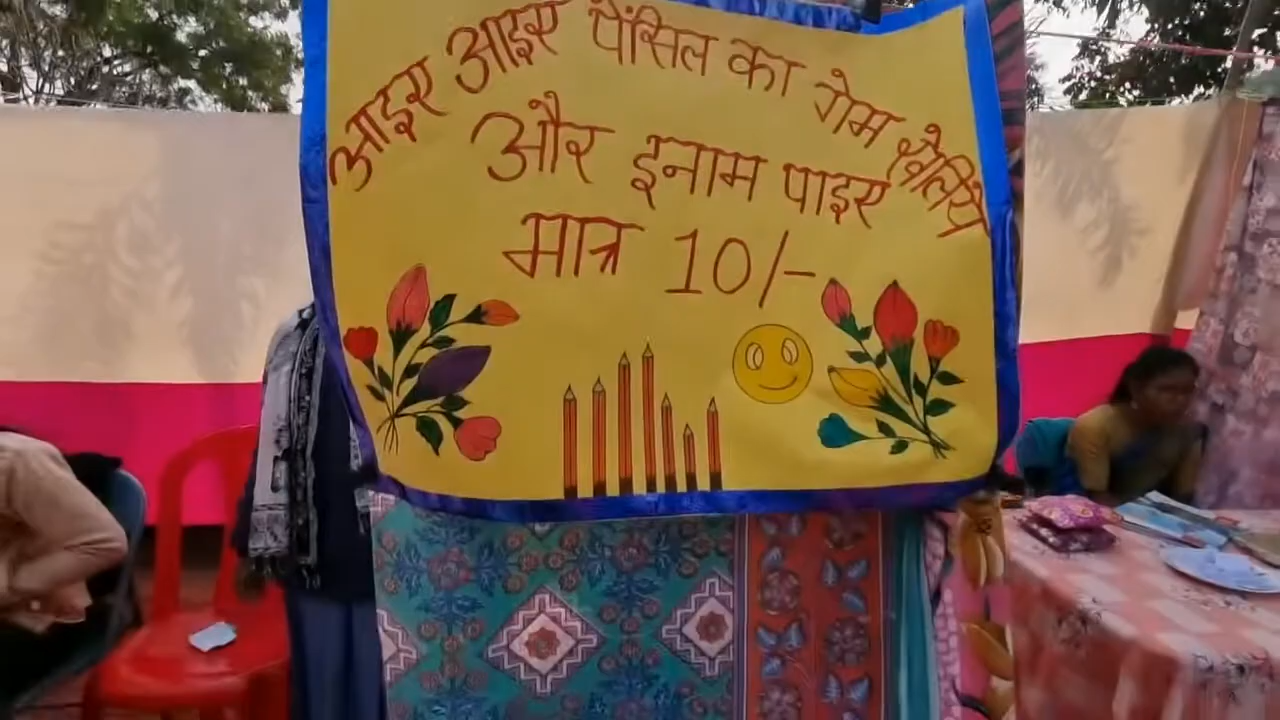 आइए आइए पेंसिल का गेम खेलिये
और इनाम पाइए
मात्र 10/-